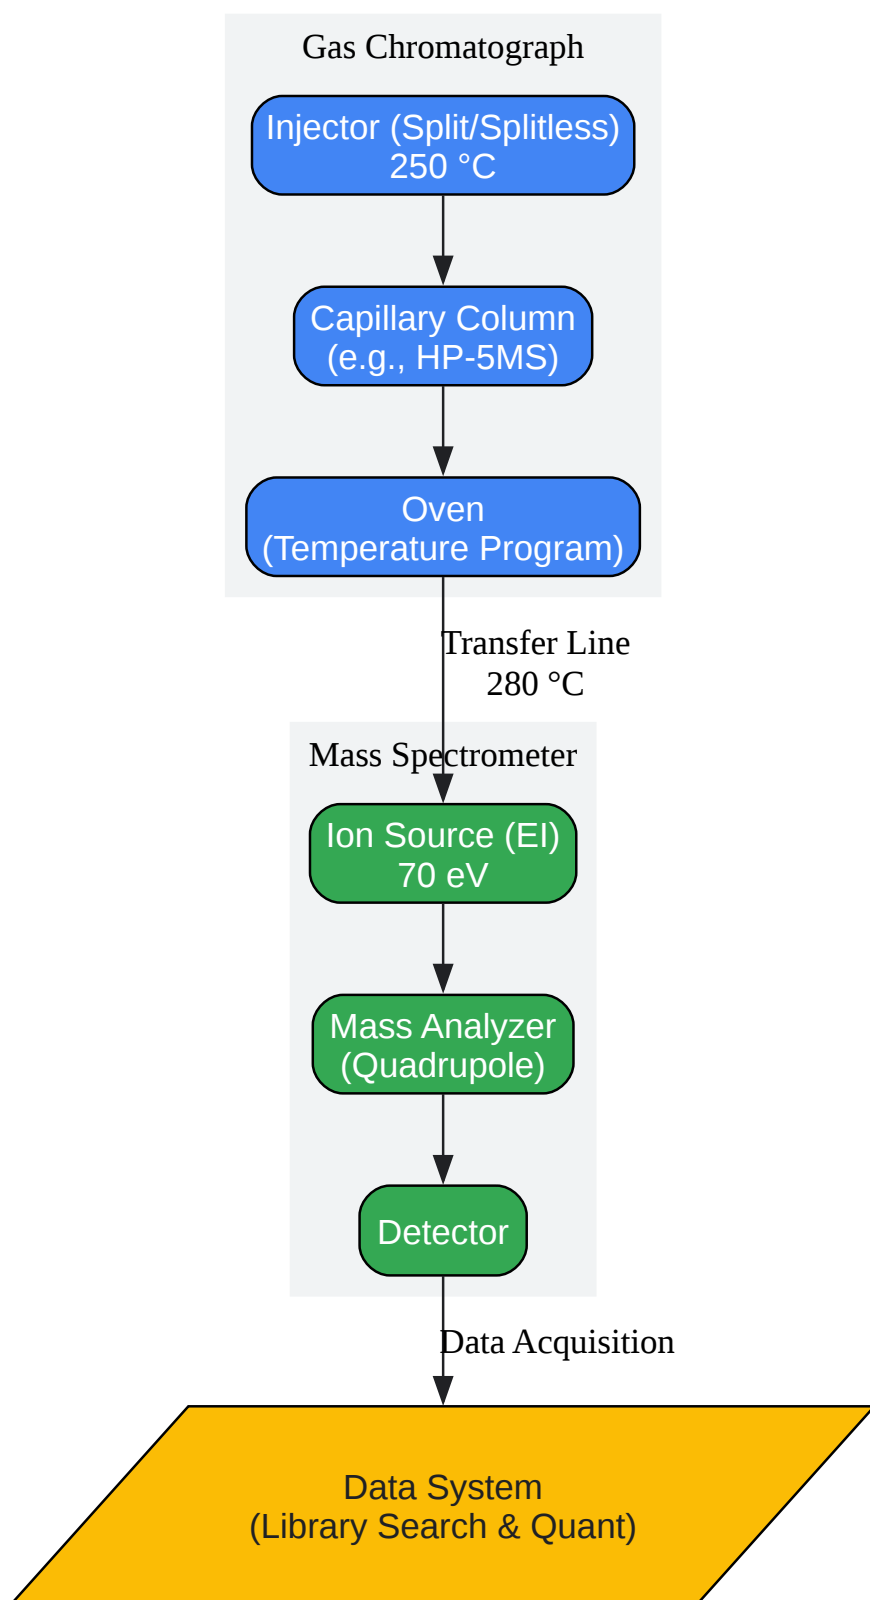 Gas Chromatograph
Injector (Split/Splitless)
250 °C
Capillary Column
(e.g., HP-5MS)
Oven
(Temperature Program)
Transfer Line
280 °C
Mass Spectrometer
Ion Source (EI)
70 eV
Mass Analyzer
(Quadrupole)
Detector
Data Acquisition
Data System
(Library Search & Quant)